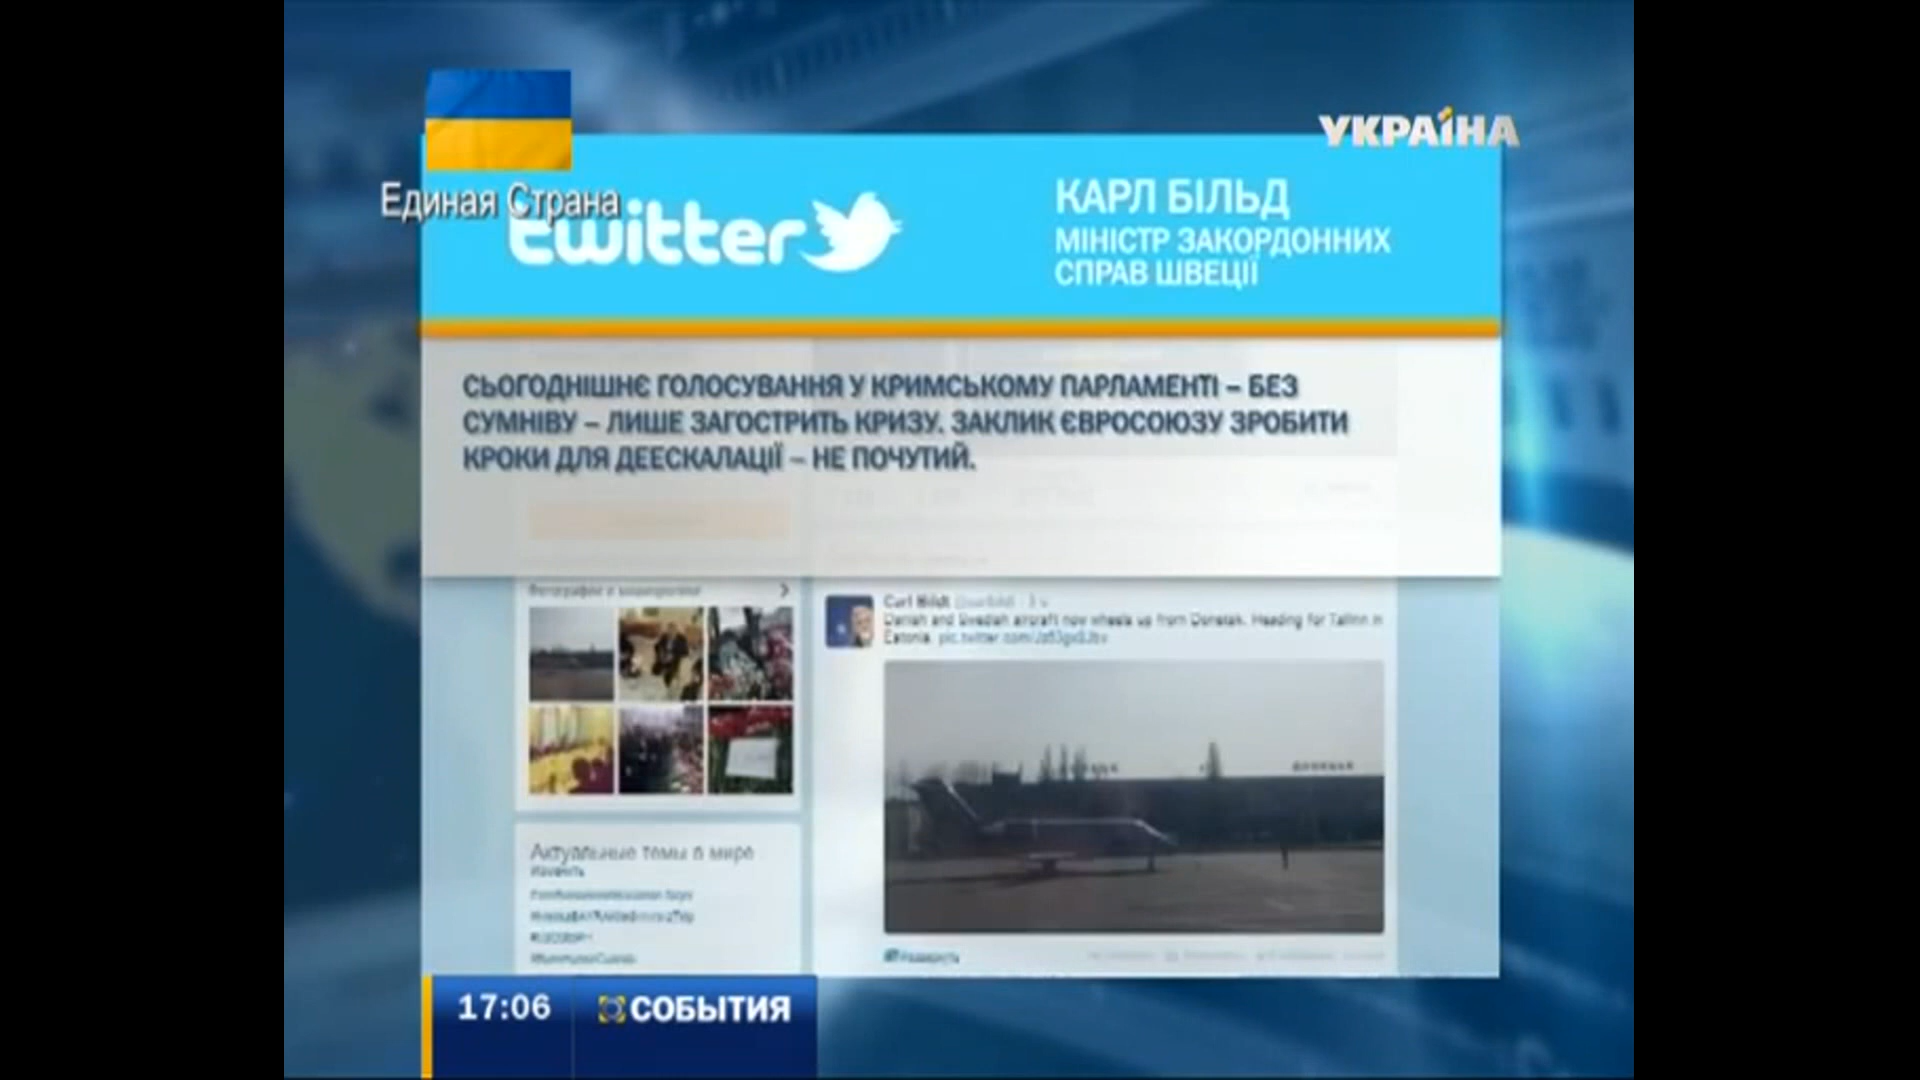 УКРАЇНА
Единая Страна
twitter
КАРЛ БІЛЬД
МІНІСТР ЗАКОРДОННИХ
СПРАВ ШВЕЦІЇ
СЬОГОДНІШНЄ ГОЛОСУВАННЯ У КРИМСЬКОМУ ПАРЛАМЕНТІ – БЕЗ
СУМНІВУ – ЛИШЕ ЗАГОСТРИТЬ КРИЗУ. ЗАКЛИК ЄВРОСОЮЗУ ЗРОБИТИ
КРОКИ ДЛЯ ДЕЕСКАЛАЦІЇ – НЕ ПОЧУТИЙ.
Carl Bildt
Danish and Swedish aircraft now wheels up from Donetsk. Heading for Tallinn in
Estonia.
Актуальные темы в мире
Изменить
17:06
СОБЫТИЯ